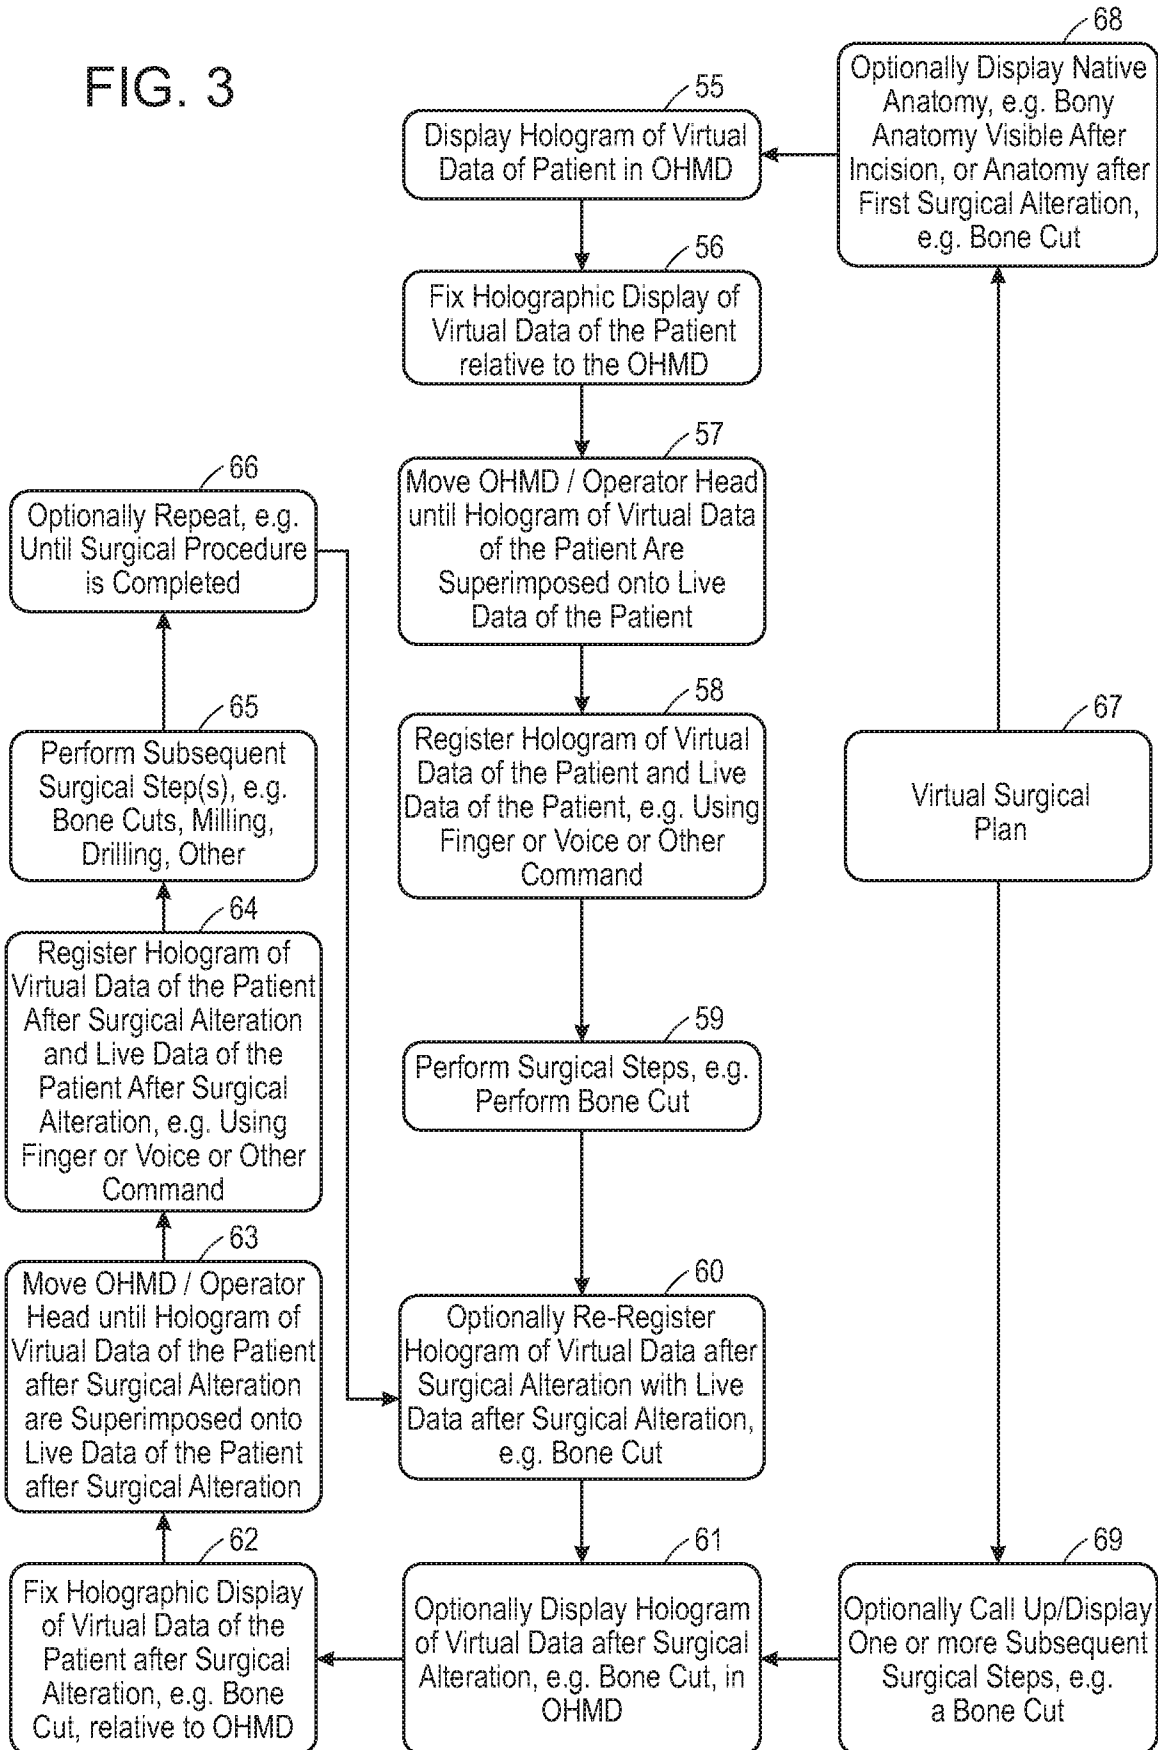 FIG. 3
68
Optionally Display Native
Anatomy, e.g. Bony
Anatomy Visible After
Incision, or Anatomy after
First Surgical Alteration,
e.g. Bone Cut
55
Display Hologram of Virtual
Data of Patient in OHMD
56
Fix Holographic Display of
Virtual Data of the Patient
relative to the OHMD
57
Move OHMD / Operator Head
until Hologram of Virtual Data
of the Patient Are
Superimposed onto Live
Data of the Patient
58
Register Hologram of Virtual
Data of the Patient and Live
Data of the Patient, e.g. Using
Finger or Voice or Other
Command
59
Perform Surgical Steps, e.g.
Perform Bone Cut
60
Optionally Re-Register
Hologram of Virtual Data after
Surgical Alteration with Live
Data after Surgical Alteration,
e.g. Bone Cut
61
Optionally Display Hologram
of Virtual Data after Surgical
Alteration, e.g. Bone Cut, in
OHMD
62
Fix Holographic Display
of Virtual Data of the
Patient after Surgical
Alteration, e.g. Bone
Cut, relative to OHMD
63
Move OHMD / Operator
Head until Hologram of
Virtual Data of the Patient
after Surgical Alteration
are Superimposed onto
Live Data of the Patient
after Surgical Alteration
64
Register Hologram of
Virtual Data of the Patient
After Surgical Alteration
and Live Data of the
Patient After Surgical
Alteration, e.g. Using
Finger or Voice or Other
Command
65
Perform Subsequent
Surgical Step(s), e.g.
Bone Cuts, Milling,
Drilling, Other
66
Optionally Repeat, e.g.
Until Surgical Procedure
is Completed
67
Virtual Surgical
Plan
69
Optionally Call Up/Display
One or more Subsequent
Surgical Steps, e.g.
a Bone Cut